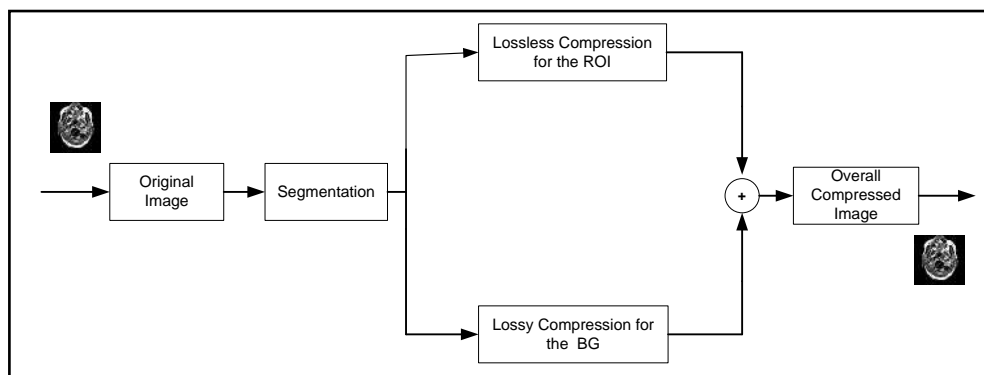 Lossless Compression
for the ROI
Original
Image
Segmentation
+
Overall
Compressed
Image
Lossy Compression for
the BG